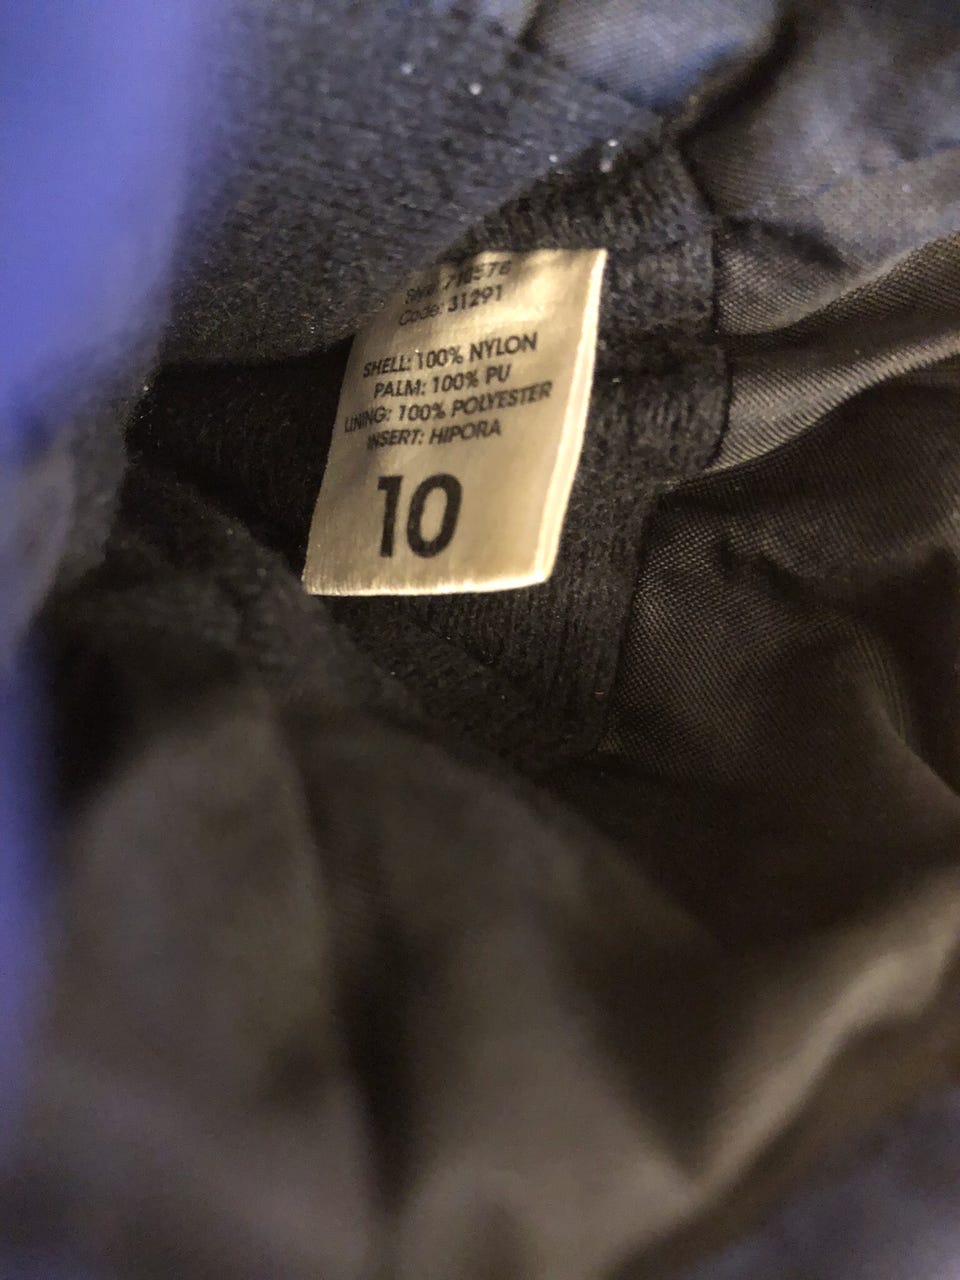 Code: 31291
SHELL: 100% NYLON
PALM: 100% PU
LINING: 100% POLYESTER
INSERT: HIPORA
10